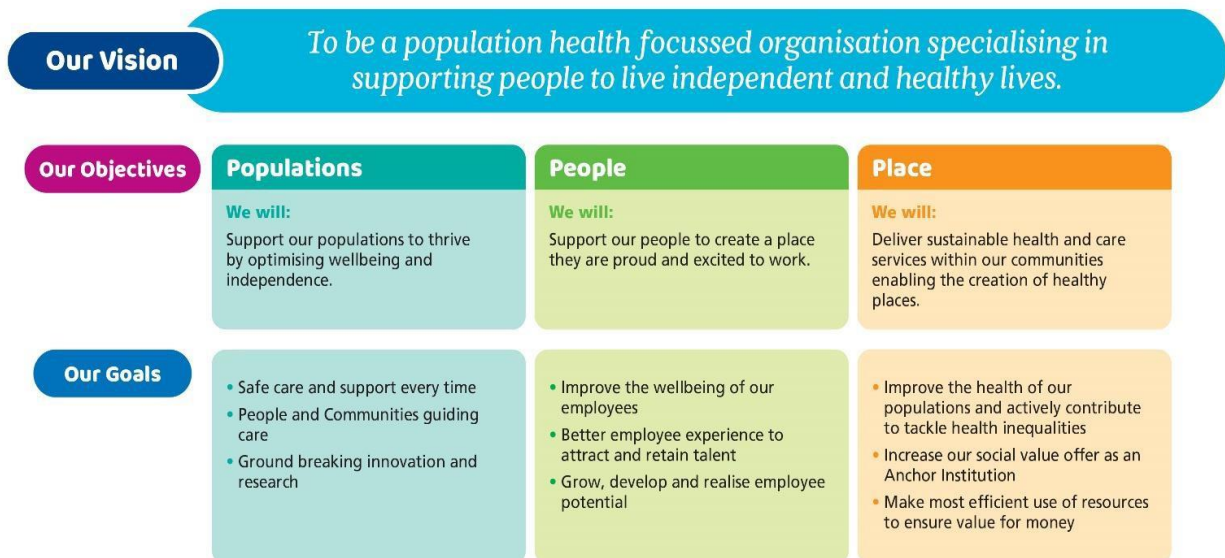 Our Vision
To be a population health focussed organisation specialising in
supporting people to live independent and healthy lives.
Our Objectives
Populations
We will:
Support our populations to thrive
by optimising wellbeing and
independence.
People
We will:
Support our people to create a place
they are proud and excited to work.
Place
We will:
Deliver sustainable health and care
services within our communities
enabling the creation of healthy
places.
Our Goals
• Safe care and support every time
• People and Communities guiding
care
• Ground breaking innovation and
research
• Improve the wellbeing of our
employees
• Better employee experience to
attract and retain talent
• Grow, develop and realise employee
potential
• Improve the health of our
populations and actively contribute
to tackle health inequalities
• Increase our social value offer as an
Anchor Institution
• Make most efficient use of resources
to ensure value for money